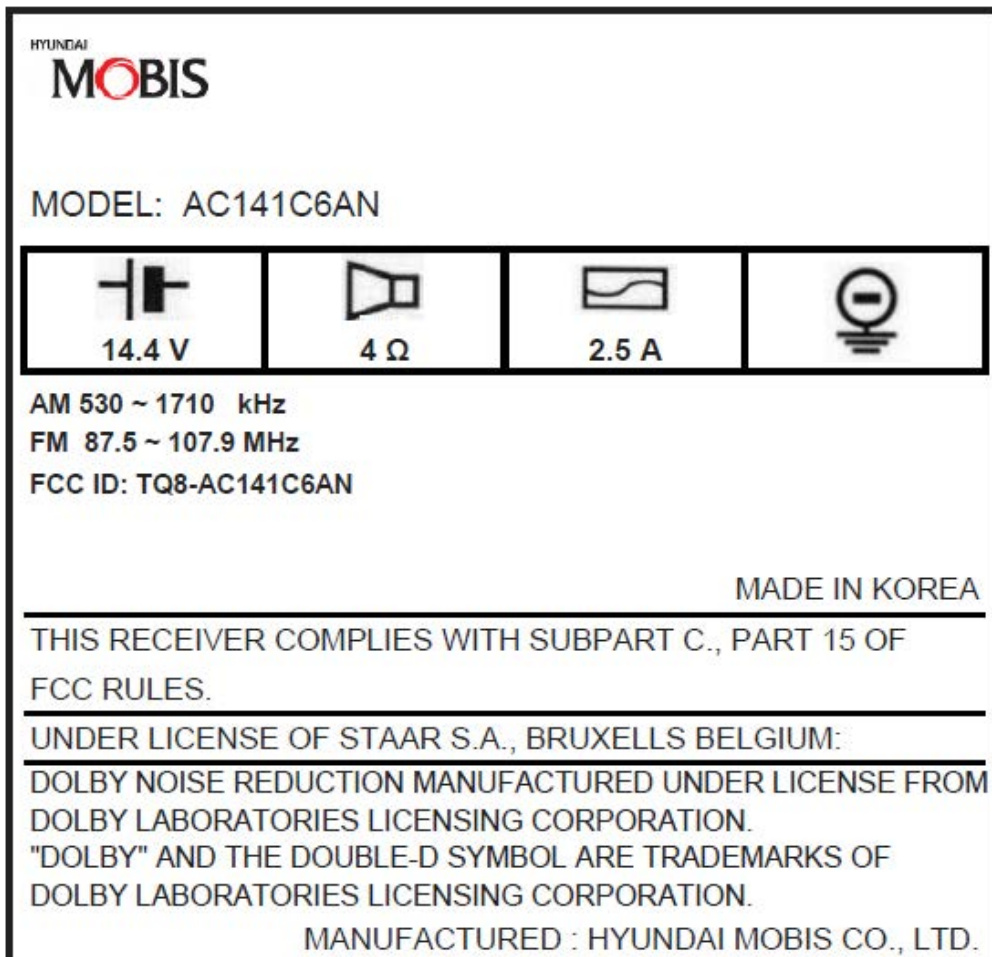 HYUNDAI
MOBIS
MODEL: AC141C6AN
14.4 V
4 Ω
2.5 A
AM 530 ~ 1710 kHz
FM 87.5 ~ 107.9 MHz
FCC ID: TQ8-AC141C6AN
MADE IN KOREA
THIS RECEIVER COMPLIES WITH SUBPART C., PART 15 OF
FCC RULES.
UNDER LICENSE OF STAAR S.A., BRUXELLS BELGIUM:
DOLBY NOISE REDUCTION MANUFACTURED UNDER LICENSE FROM
DOLBY LABORATORIES LICENSING CORPORATION.
"DOLBY" AND THE DOUBLE-D SYMBOL ARE TRADEMARKS OF
DOLBY LABORATORIES LICENSING CORPORATION.
MANUFACTURED : HYUNDAI MOBIS CO., LTD.